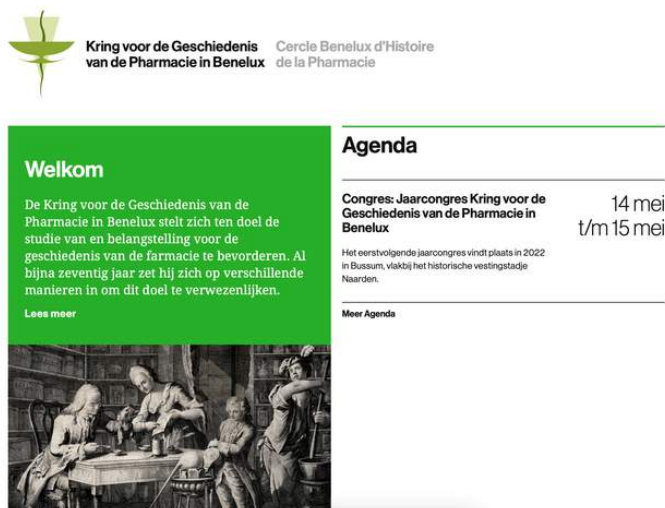 Kring voor de Geschiedenis
van de Pharmacie in Benelux
Cercle Benelux d'Histoire
de la Pharmacie
Welkom
De Kring voor de Geschiedenis van de
Pharmacie in Benelux stelt zich ten doel de
studie van en belangstelling voor de
geschiedenis van de farmacie te bevorderen. Al
bijna zeventig jaar zet hij zich op verschillende
manieren in om dit doel te verwezenlijken.
Lees meer
Agenda
Congres: Jaarcongres Kring voor de
Geschiedenis van de Pharmacie in
Benelux
14 mei
t/m 15 mei
Het eerstvolgende jaarcongres vindt plaats in 2022
in Bussum, vlakbij het historische vestingstadje
Naarden.
Meer Agenda